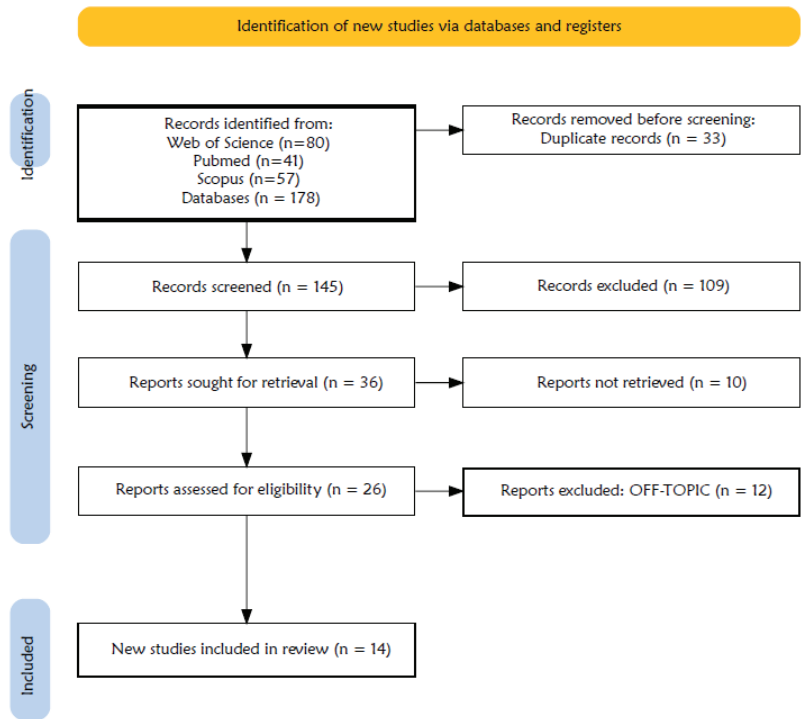 Identification of new studies via databases and registers
Identification
Records identified from:
Web of Science (n=80)
Pubmed (n=41)
Scopus (n=57)
Databases (n = 178)
Records removed before screening:
Duplicate records (n = 33)
Screening
Records screened (n = 145)
Records excluded (n = 109)
Reports sought for retrieval (n = 36)
Reports not retrieved (n = 10)
Reports assessed for eligibility (n = 26)
Reports excluded: OFF-TOPIC (n = 12)
Included
New studies included in review (n = 14)